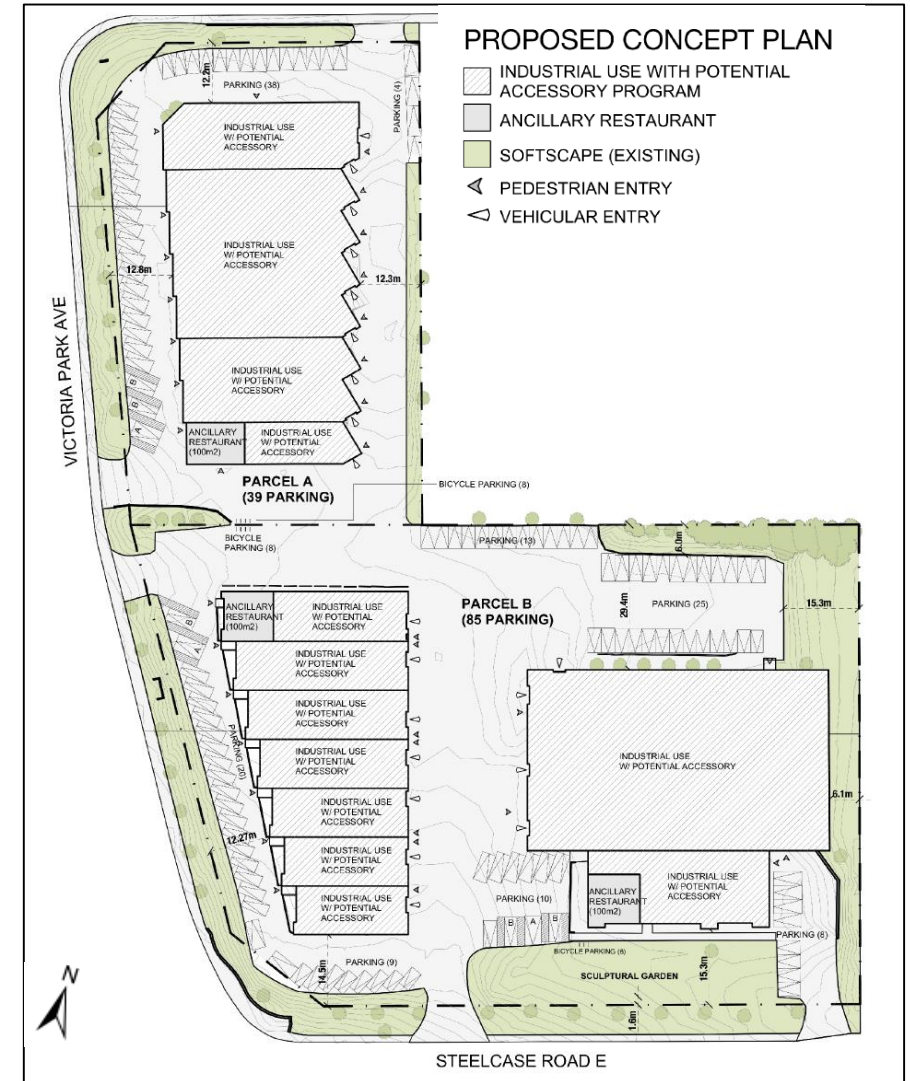 PROPOSED CONCEPT PLAN
INDUSTRIAL USE WITH POTENTIAL
ACCESSORY PROGRAM
ANCILLARY RESTAURANT
SOFTSCAPE (EXISTING)
PEDESTRIAN ENTRY
VEHICULAR ENTRY
12.2m
PARKING (38)
PARKING (4)
INDUSTRIAL USE
W/ POTENTIAL
ACCESSORY
INDUSTRIAL USE
W/ POTENTIAL
ACCESSORY
12.8m
12.3m
VICTORIA PARK AVE
INDUSTRIAL USE
W/ POTENTIAL
ACCESSORY
B
B
A
ANCILLARY
RESTAURANT
(100m2)
INDUSTRIAL USE
W/ POTENTIAL
ACCESSORY
PARCEL A
(39 PARKING)
BICYCLE PARKING (8)
BICYCLE
PARKING (8)
PARKING (13)
6.0m
PARKING (25)
29.4m
15.3m
PARCEL B
(85 PARKING)
B
A
ANCILLARY
RESTAURANT
(100m2)
INDUSTRIAL USE
W/ POTENTIAL
ACCESSORY
INDUSTRIAL USE
W/ POTENTIAL
ACCESSORY
INDUSTRIAL USE
W/ POTENTIAL
ACCESSORY
INDUSTRIAL USE
W/ POTENTIAL
ACCESSORY
INDUSTRIAL USE
W/ POTENTIAL
ACCESSORY
INDUSTRIAL USE
W/ POTENTIAL
ACCESSORY
INDUSTRIAL USE
W/ POTENTIAL
ACCESSORY
PARKING (20)
12.27m
INDUSTRIAL USE
W/ POTENTIAL ACCESSORY
6.1m
PARKING (10)
B
A
B
ANCILLARY
RESTAURANT
(100m2)
INDUSTRIAL USE
W/ POTENTIAL
ACCESSORY
A
PARKING (8)
BICYCLE PARKING (8)
PARKING (9)
14.5m
SCULPTURAL GARDEN
15.3m
1.6m
N
STEELCASE ROAD E